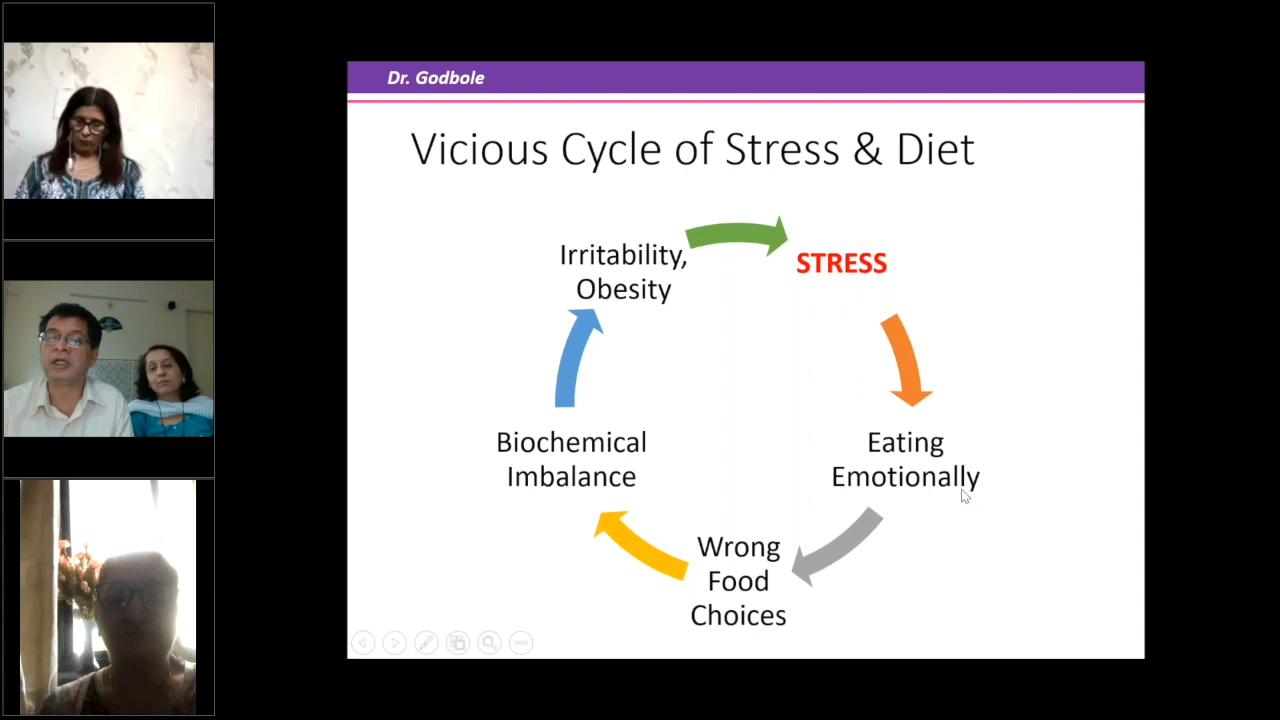 Dr. Godbole
Vicious Cycle of Stress & Diet
STRESS
Eating
Emotionally
Wrong
Food
Choices
Biochemical
Imbalance
Irritability,
Obesity